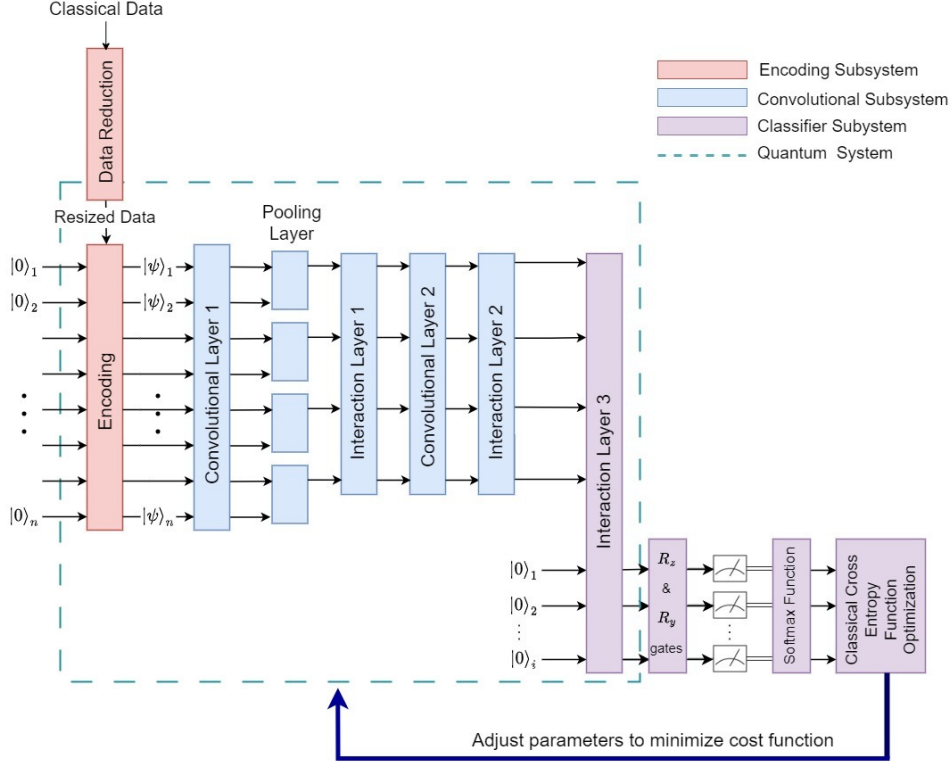 Classical Data
Data Reduction
Encoding Subsystem
Convolutional Subsystem
Classifier Subystem
Quantum System
Resized Data
Pooling
Layer
|0⟩₁
|ψ⟩₁
|0⟩₂
|ψ⟩₂
|0⟩ₙ
|ψ⟩ₙ
Encoding
Convolutional Layer 1
Interaction Layer 1
Convolutional Layer 2
Interaction Layer 2
Interaction Layer 3
|0⟩₁
|0⟩₂
|0⟩ᵢ
R_z
&
R_y
gates
Softmax Function
Classical Cross
Entropy
Function
Optimization
Adjust parameters to minimize cost function